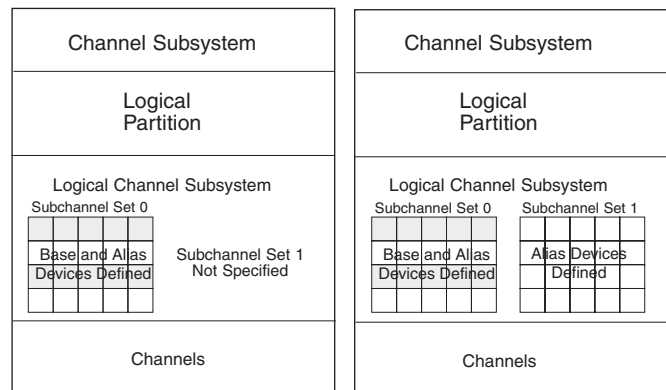 Channel Subsystem
Logical
Partition
Logical Channel Subsystem
Subchannel Set 0
Base and Alias
Devices Defined
Subchannel Set 1
Not Specified
Channels
Channel Subsystem
Logical
Partition
Logical Channel Subsystem
Subchannel Set 0
Subchannel Set 1
Base and Alias
Devices Defined
Alias Devices
Defined
Channels